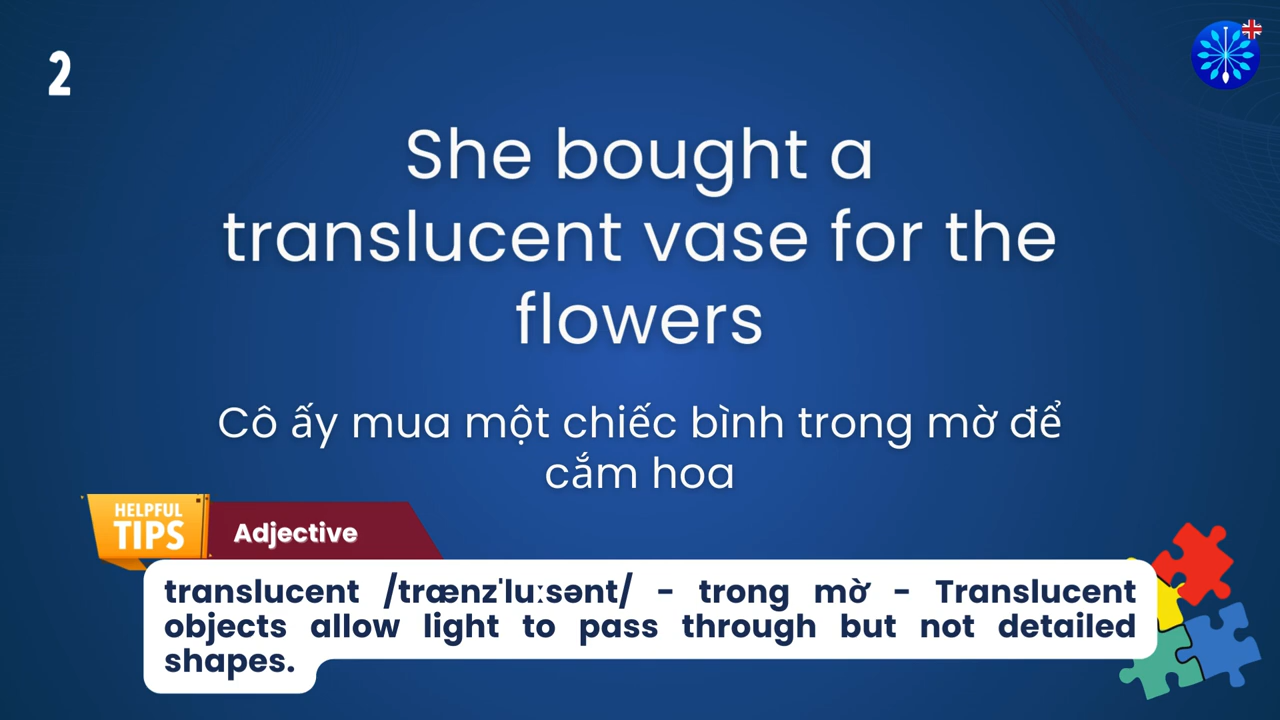 2
She bought a
translucent vase for the
flowers
Cô ấy mua một chiếc bình trong mờ để
cắm hoa
HELPFUL
TIPS
Adjective
translucent /trænzˈluːsənt/ - trong mờ - Translucent
objects allow light to pass through but not detailed
shapes.